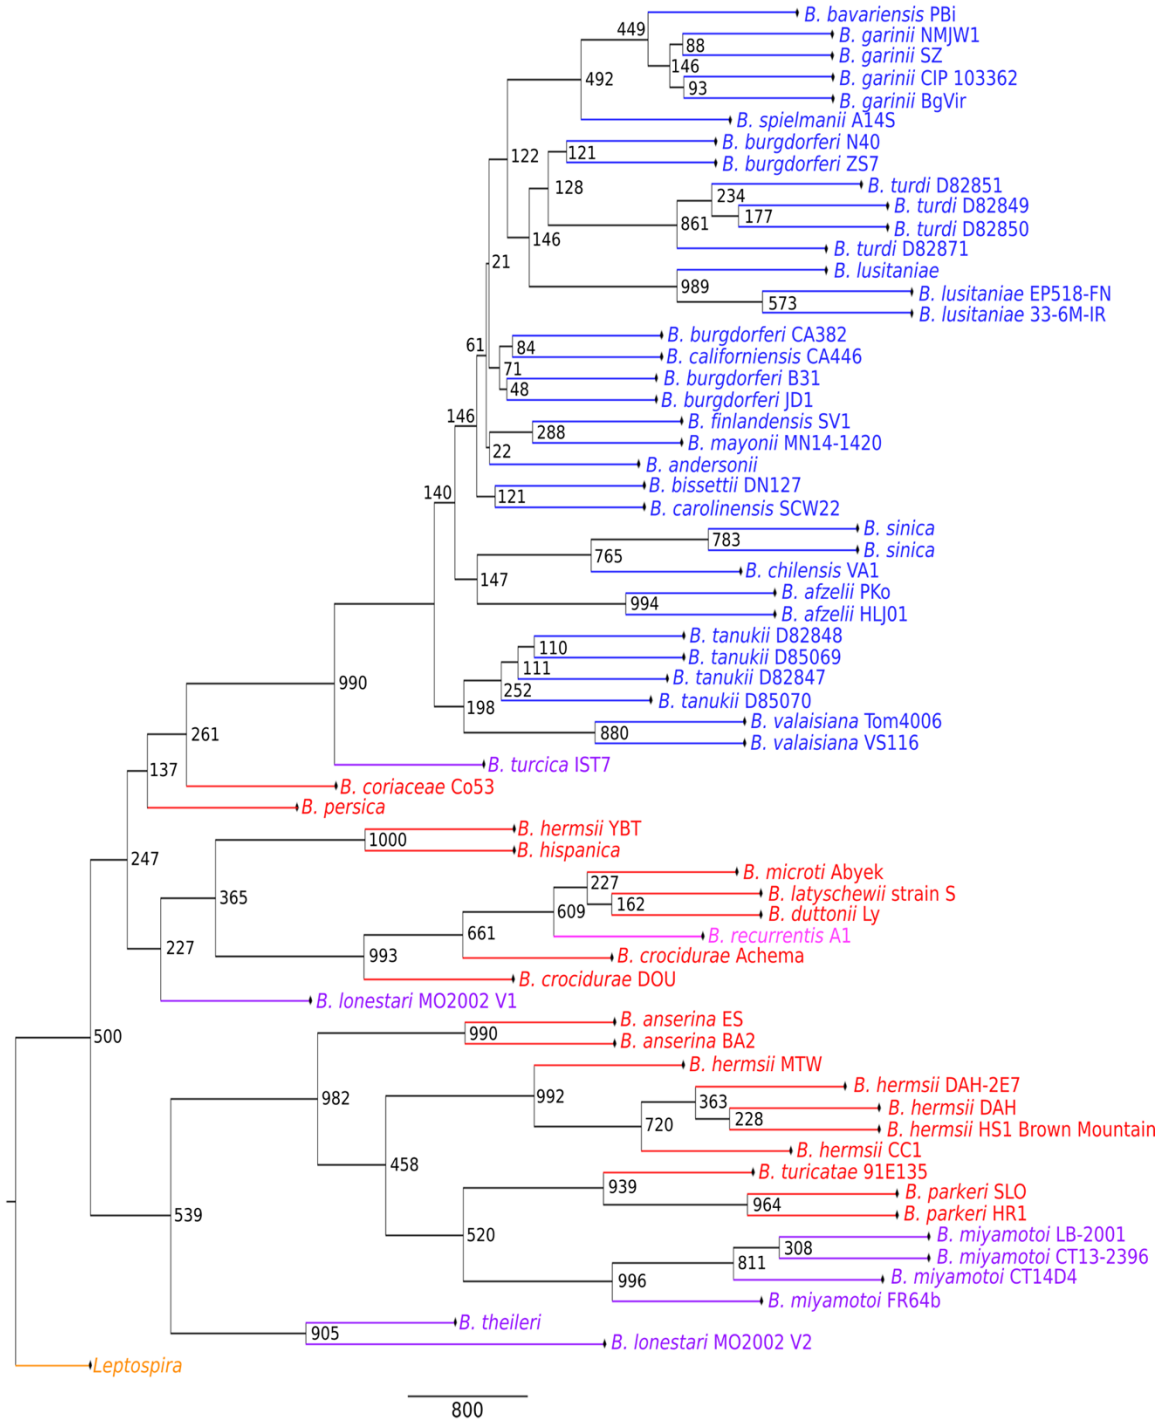 B. bavariensis PBi
449
B. garinii NMJW1
88
B. garinii SZ
146
492
B. garinii CIP 103362
93
B. garinii BgVir
B. spielmanii A14S
B. burgdorferi N40
122
121
B. burgdorferi ZS7
128
B. turdi D82851
234
B. turdi D82849
177
861
B. turdi D82850
146
B. turdi D82871
21
B. lusitaniae
989
B. lusitaniae EP518-FN
573
B. lusitaniae 33-6M-IR
B. burgdorferi CA382
61
84
B. californiensis CA446
71
B. burgdorferi B31
48
B. burgdorferi JD1
146
B. finlandensis SV1
288
B. mayonii MN14-1420
22
B. andersonii
B. bissettii DN127
140
121
B. carolinensis SCW22
B. sinica
783
765
B. sinica
B. chilensis VA1
147
B. afzelii PKo
994
B. afzelii HLJ01
B. tanukii D82848
110
B. tanukii D85069
111
B. tanukii D82847
990
252
B. tanukii D85070
198
B. valaisiana Tom4006
261
880
B. valaisiana VS116
B. turcica IST7
137
B. coriaceae Co53
B. persica
B. hermsii YBT
1000
B. hispanica
247
B. microti Abyek
227
365
B. latyschewii strain S
162
609
B. duttonii Ly
B. recurrentis A1
661
227
993
B. crocidurae Achema
B. crocidurae DOU
B. lonestari MO2002 V1
B. anserina ES
500
990
B. anserina BA2
B. hermsii MTW
B. hermsii DAH-2E7
982
992
363
B. hermsii DAH
228
720
B. hermsii HS1 Brown Mountain
B. hermsii CC1
458
B. turicatae 91E135
939
B. parkeri SLO
964
539
B. parkeri HR1
520
B. miyamotoi LB-2001
308
B. miyamotoi CT13-2396
811
996
B. miyamotoi CT14D4
B. miyamotoi FR64b
B. theileri
905
B. lonestari MO2002 V2
Leptospira
800